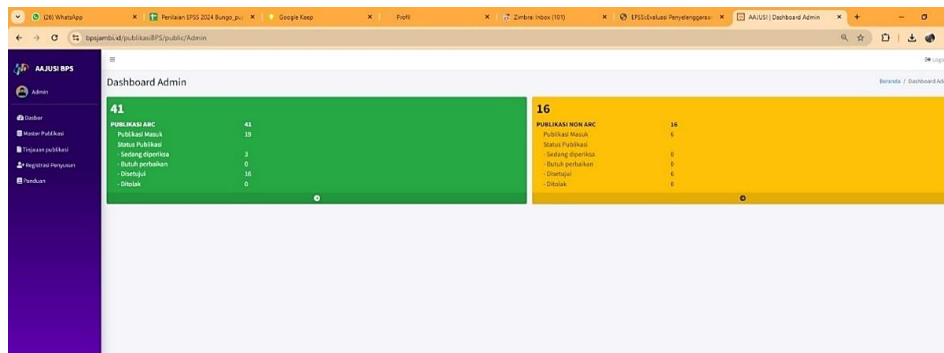 (26) WhatsApp
Penilaian EPSS 2024 Bungo_pu
Google Keep
Profil
Zimbra: Inbox (101)
EPSS:Evaluasi Penyelenggaraa
AAJUSI | Dashboard Admin
bpsjambi.id/publikasiBPS/public/Admin
AAJUSI BPS
Admin
Dasbor
Master Publikasi
Tinjauan publikasi
Registrasi Penyusun
Panduan
Dashboard Admin
Beranda / Dashboard Ad
41
PUBLIKASI ARC 41
Publikasi Masuk 19
Status Publikasi
- Sedang diperiksa 3
- Butuh perbaikan 0
- Disetujui 16
- Ditolak 0
16
PUBLIKASI NON ARC 16
Publikasi Masuk 6
Status Publikasi
- Sedang diperiksa 0
- Butuh perbaikan 0
- Disetujui 6
- Ditolak 0